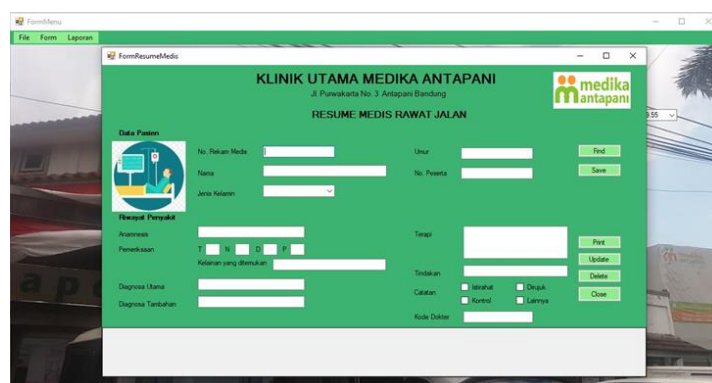 FormMenu
File Form Laporan
FormResumeMedis
KLINIK UTAMA MEDIKA ANTAPANI
Jl. Purwakarta No. 3 Antapani Bandung
medika
antapani
RESUME MEDIS RAWAT JALAN
Data Pasien
No. Rekam Medis
Umur
Find
Nama
No. Peserta
Save
Jenis Kelamin
Riwayat Penyakit
Anamnesis
Terapi
Pemeriksaan T N D P
Print
Kelainan yang ditemukan
Update
Tindakan
Delete
Diagnosa Utama
Catatan
Istirahat
Dirujuk
Close
Diagnosa Tambahan
Kontrol
Lainnya
Kode Dokter